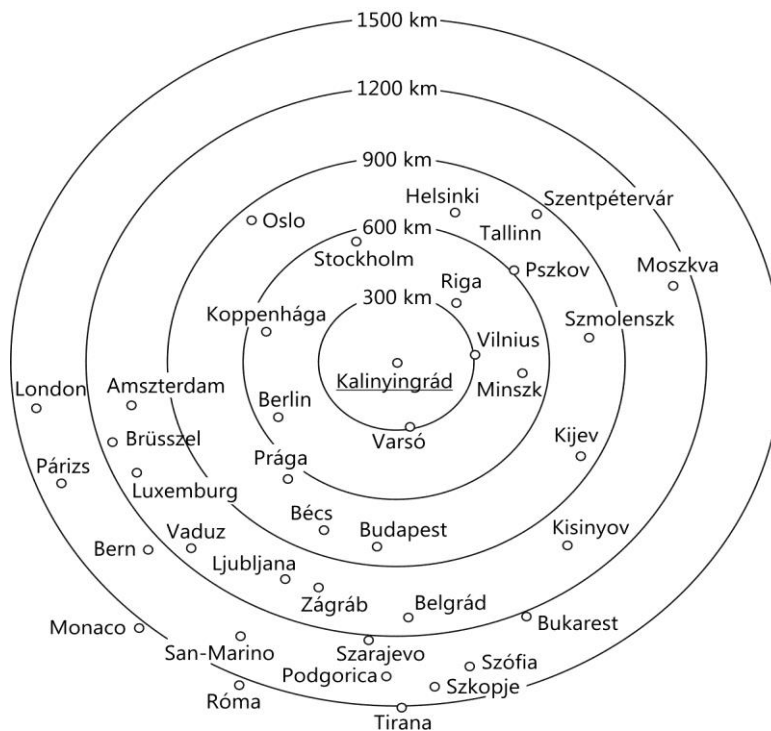 1500 km
1200 km
900 km
Helsinki
Szentpétervár
Oslo
600 km
Tallinn
Stockholm
Pszkov
Moszkva
Riga
300 km
Koppenhága
Szmolenszk
Vilnius
Kalinyingrád
Minszk
London
Amszterdam
Berlin
Varsó
Brüsszel
Kijev
Prága
Párizs
Luxemburg
Bécs
Budapest
Kisinyov
Vaduz
Bern
Ljubljana
Zágráb
Belgrád
Bukarest
Monaco
San-Marino
Szarajevo
Szófia
Podgorica
Szkopje
Róma
Tirana